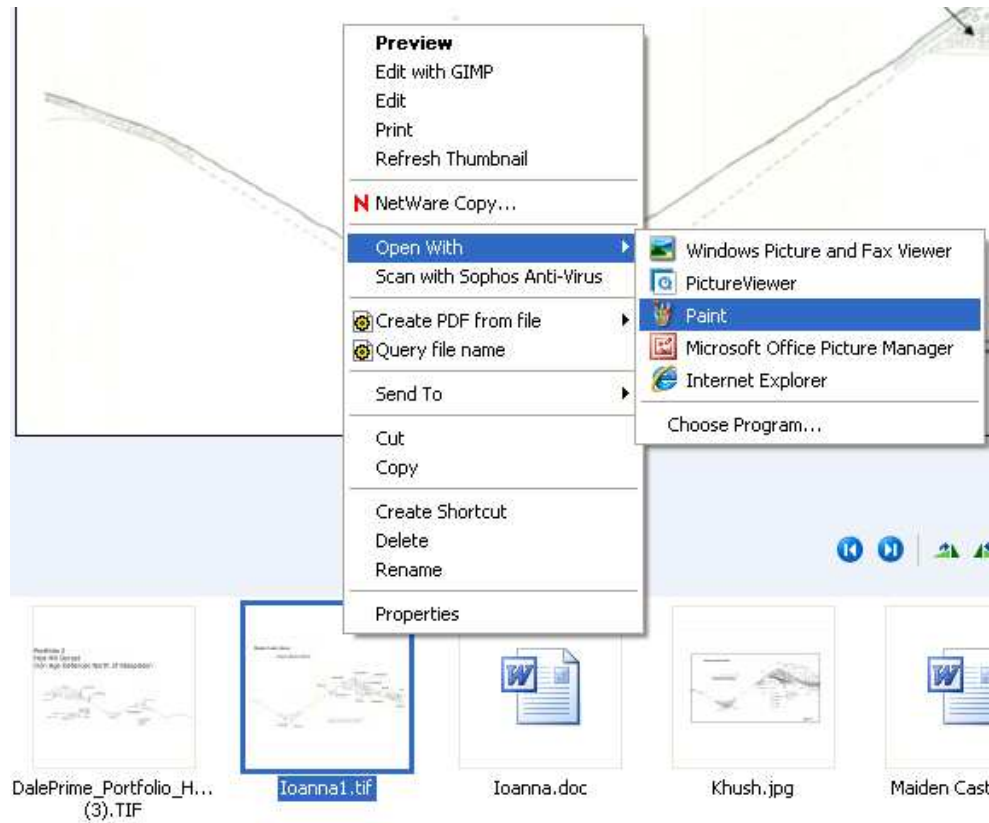 Preview
Edit with GIMP
Edit
Print
Refresh Thumbnail
NetWare Copy...
Open With
Scan with Sophos Anti-Virus
Create PDF from file
Query file name
Send To
Cut
Copy
Create Shortcut
Delete
Rename
Properties
Windows Picture and Fax Viewer
PictureViewer
Paint
Microsoft Office Picture Manager
Internet Explorer
Choose Program...
Portfolio 2
DalePrime_Portfolio_H...
(3).TIF
Ioanna1.tif
Ioanna.doc
Khush.jpg
Maiden Cast